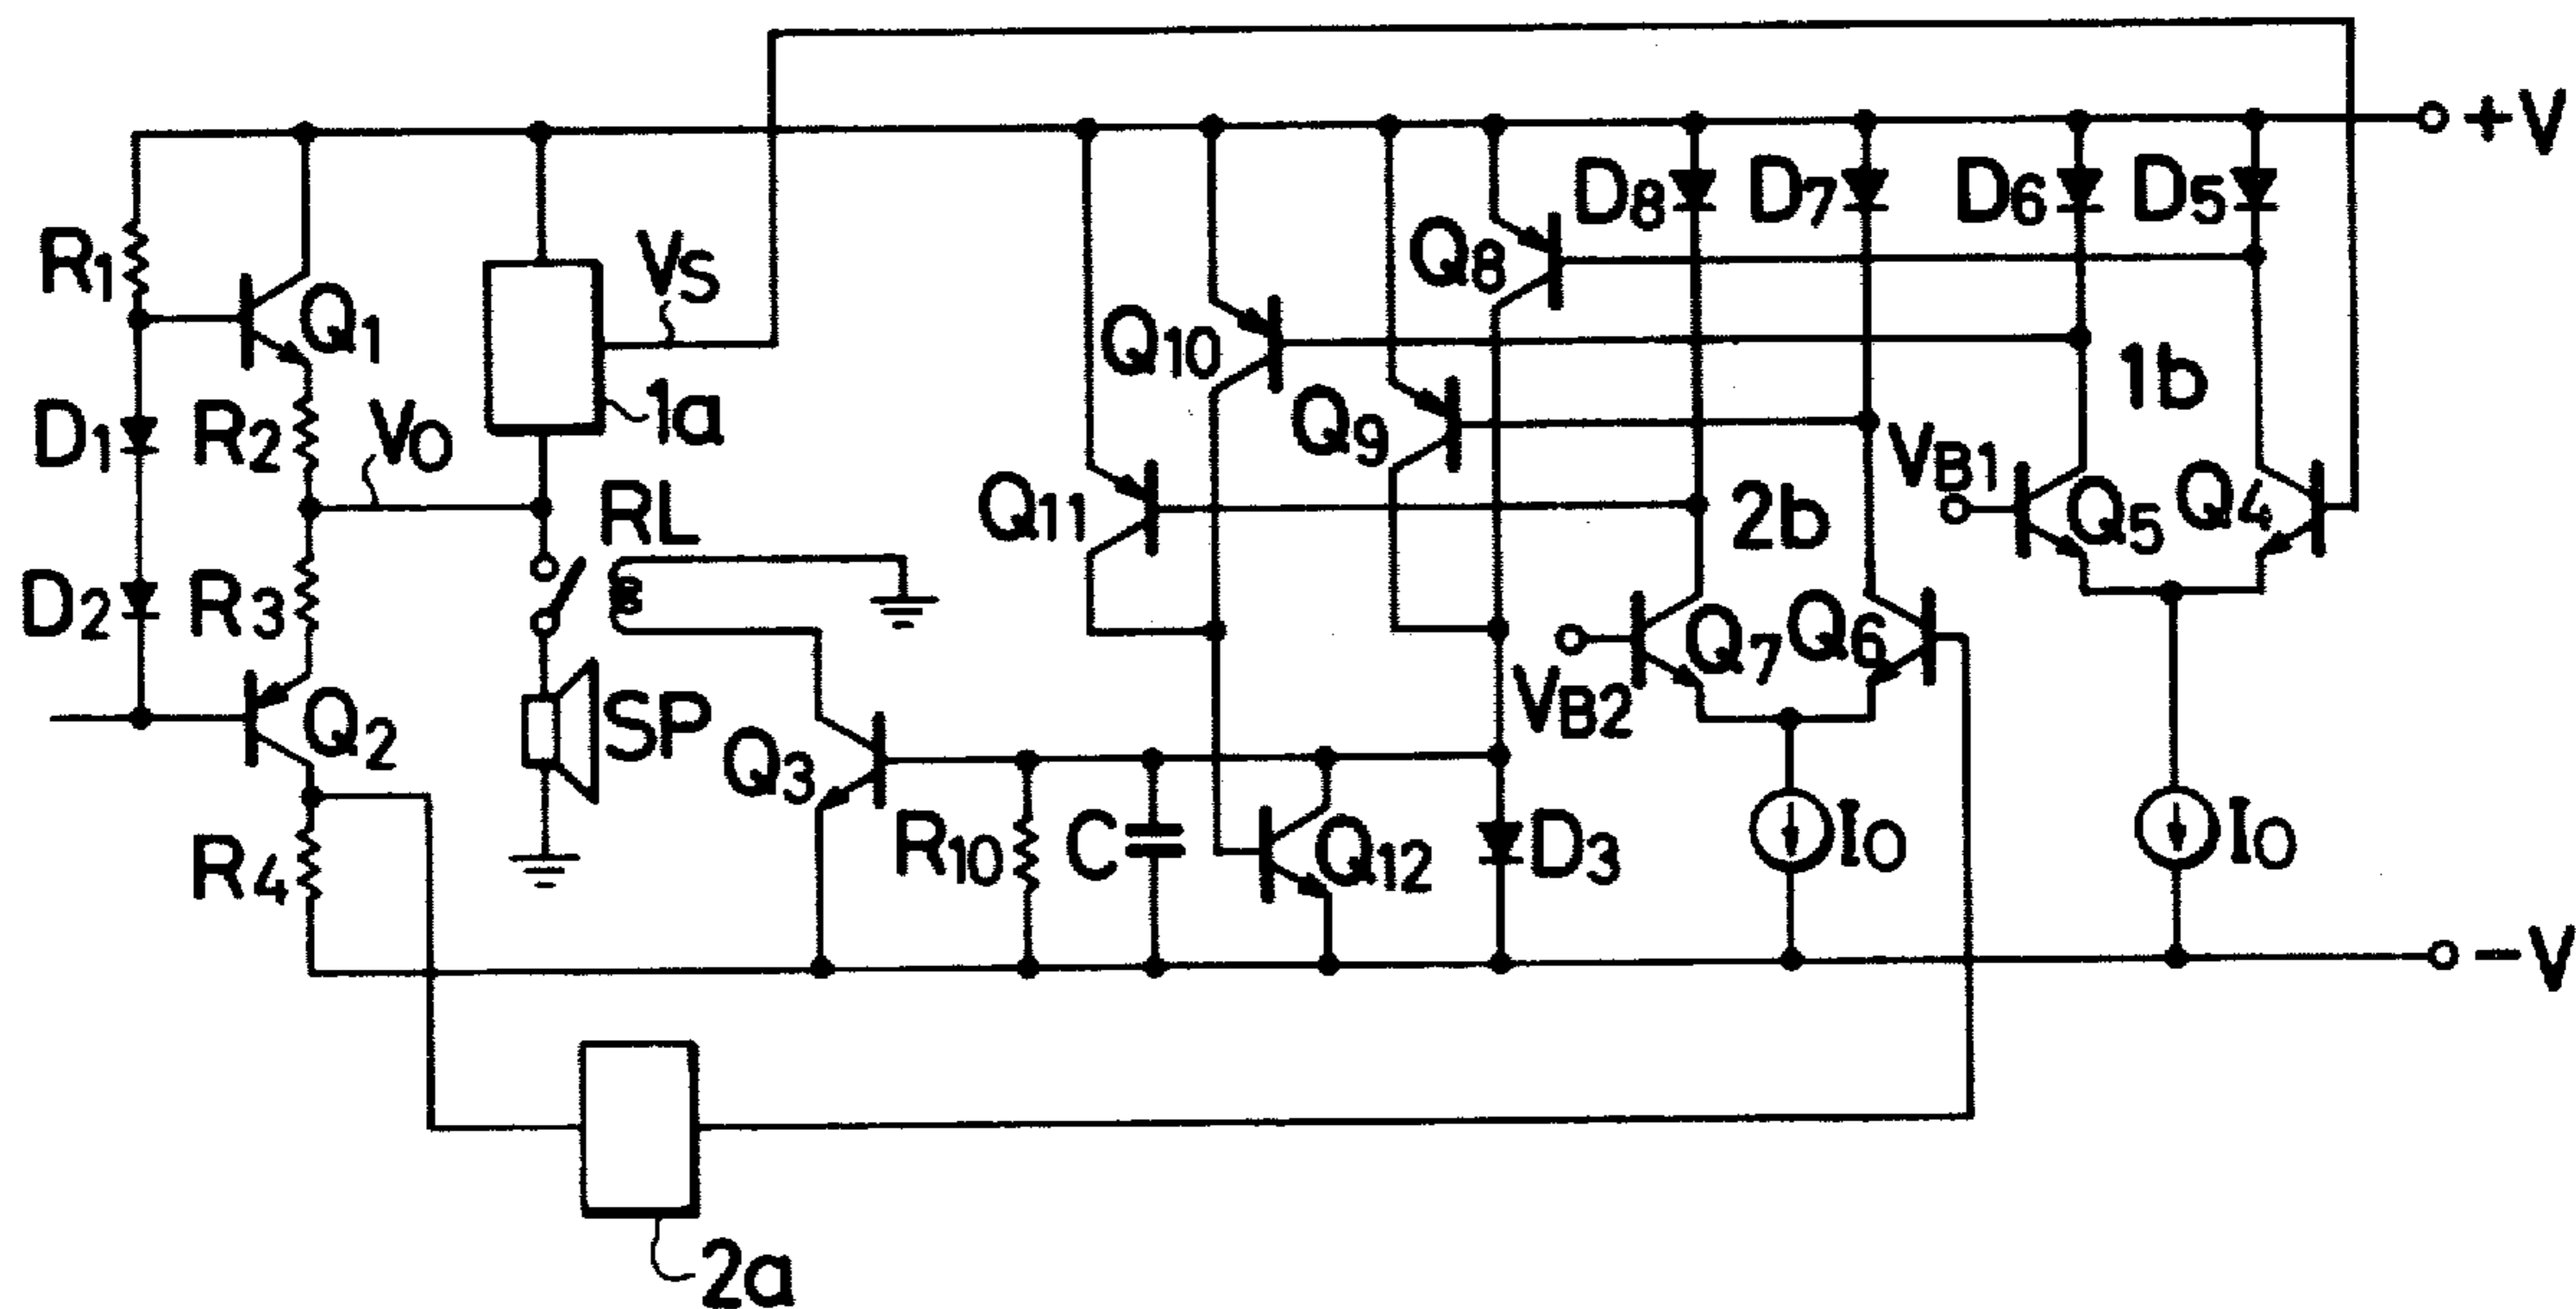 +V
R1
Q1
VS
1a
D1
R2
VO
RL
D2
R3
Q2
SP
R4
Q3
R10
C
Q12
D3
Q11
Q10
Q9
Q8
D8
D7
D6
D5
1b
VB1
Q5
Q4
2b
VB2
Q7
Q6
IO
IO
-V
2a